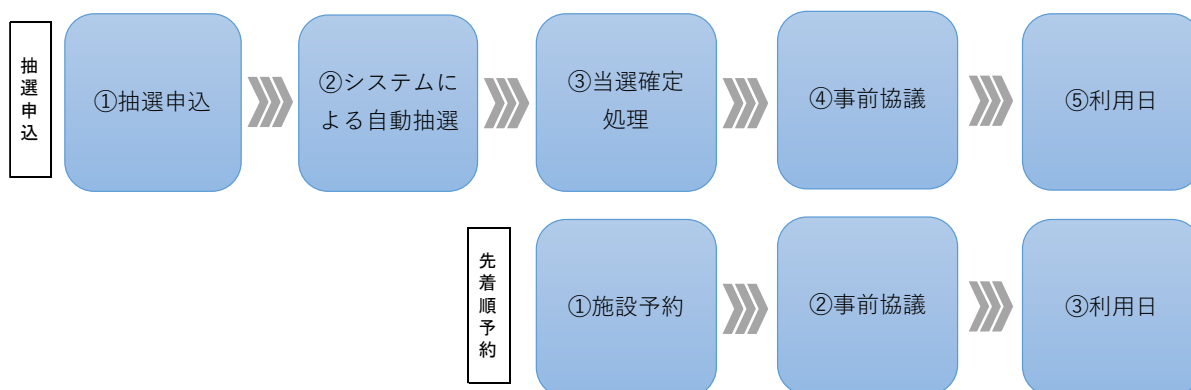 抽選申込
①抽選申込
②システムに
よる自動抽選
③当選確定
処理
④事前協議
⑤利用日
先着順予約
①施設予約
②事前協議
③利用日